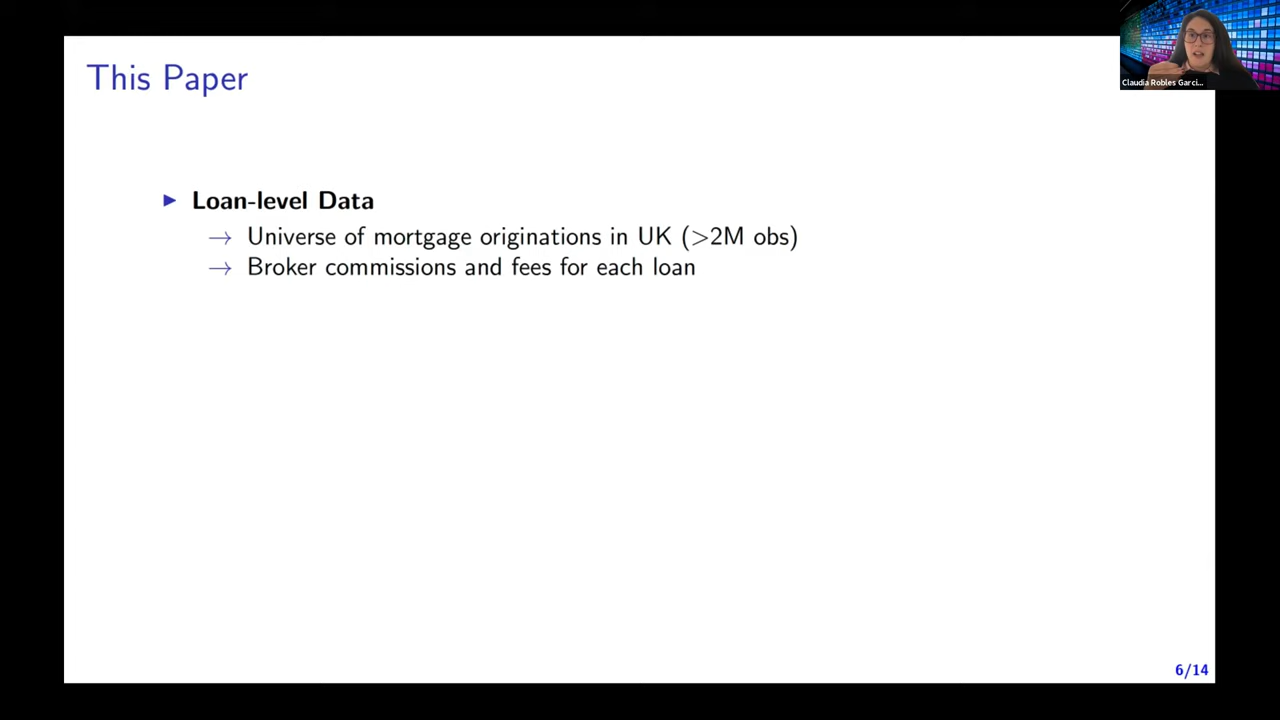 This Paper
Claudia Robles Garci...
▶ Loan-level Data
→ Universe of mortgage originations in UK (>2M obs)
→ Broker commissions and fees for each loan
6/14